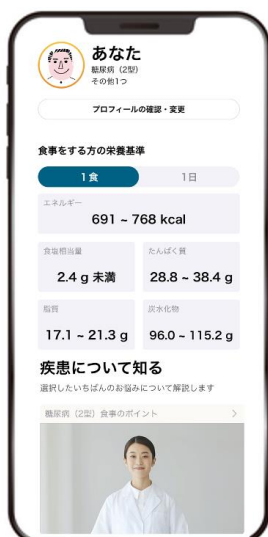 あなた
糖尿病（2型）
その他1つ
プロフィールの確認・変更
食事をする方の栄養基準
1食 1日
エネルギー
691 ~ 768 kcal
食塩相当量 たんぱく質
2.4 g 未満 28.8 ~ 38.4 g
脂質 炭水化物
17.1 ~ 21.3 g 96.0 ~ 115.2 g
疾患について知る
選択したいちばんのお悩みについて解説します
糖尿病（2型）食事のポイント